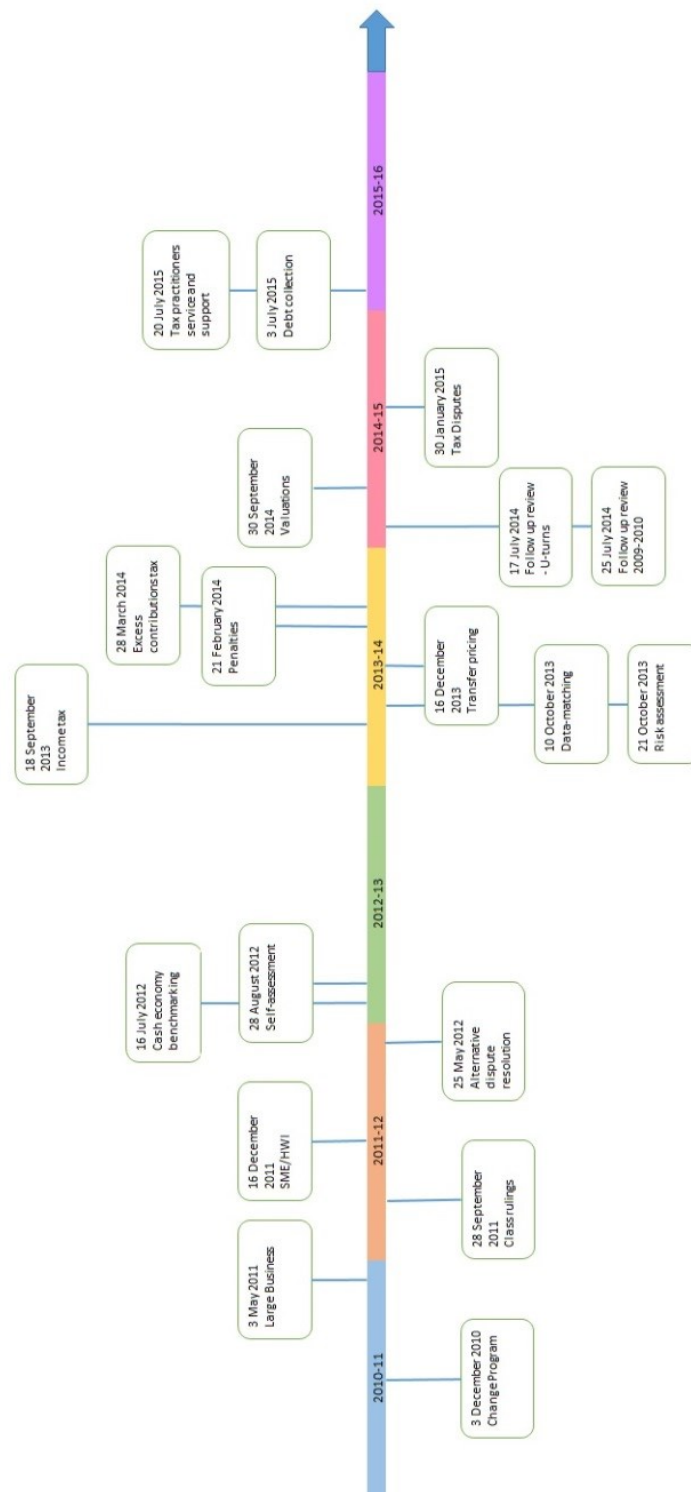 18 September
2013
Income tax
28 March 2014
Excess
contributions tax
20 July 2015
Tax practitioners
service and
support
16 July 2012
Cash economy
benchmarking
21 February 2014
Penalties
3 May 2011
Large Business
16 December
2011
SME/HWI
28 August 2012
Self-assessment
30 September
2014
Valuations
3 July 2015
Debt collection
2010-11
2011-12
2012-13
2013-14
2014-15
2015-16
3 December 2010
Change Program
28 September
2011
Class rulings
25 May 2012
Alternative
dispute
resolution
16 December
2013
Transfer pricing
30 January 2015
Tax Disputes
10 October 2013
Data-matching
17 July 2014
Follow up review
- U-turns
21 October 2013
Risk assessment
25 July 2014
Follow up review
2009-2010